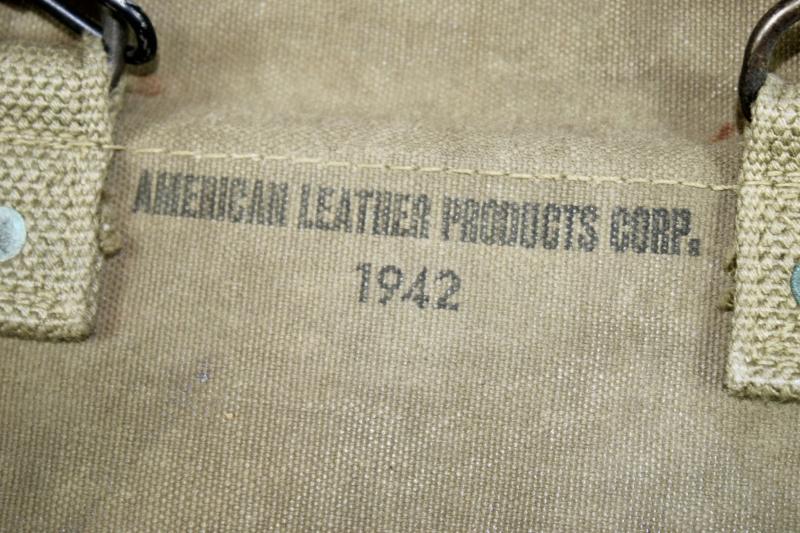 AMERICAN LEATHER PRODUCTS CORP.
1942